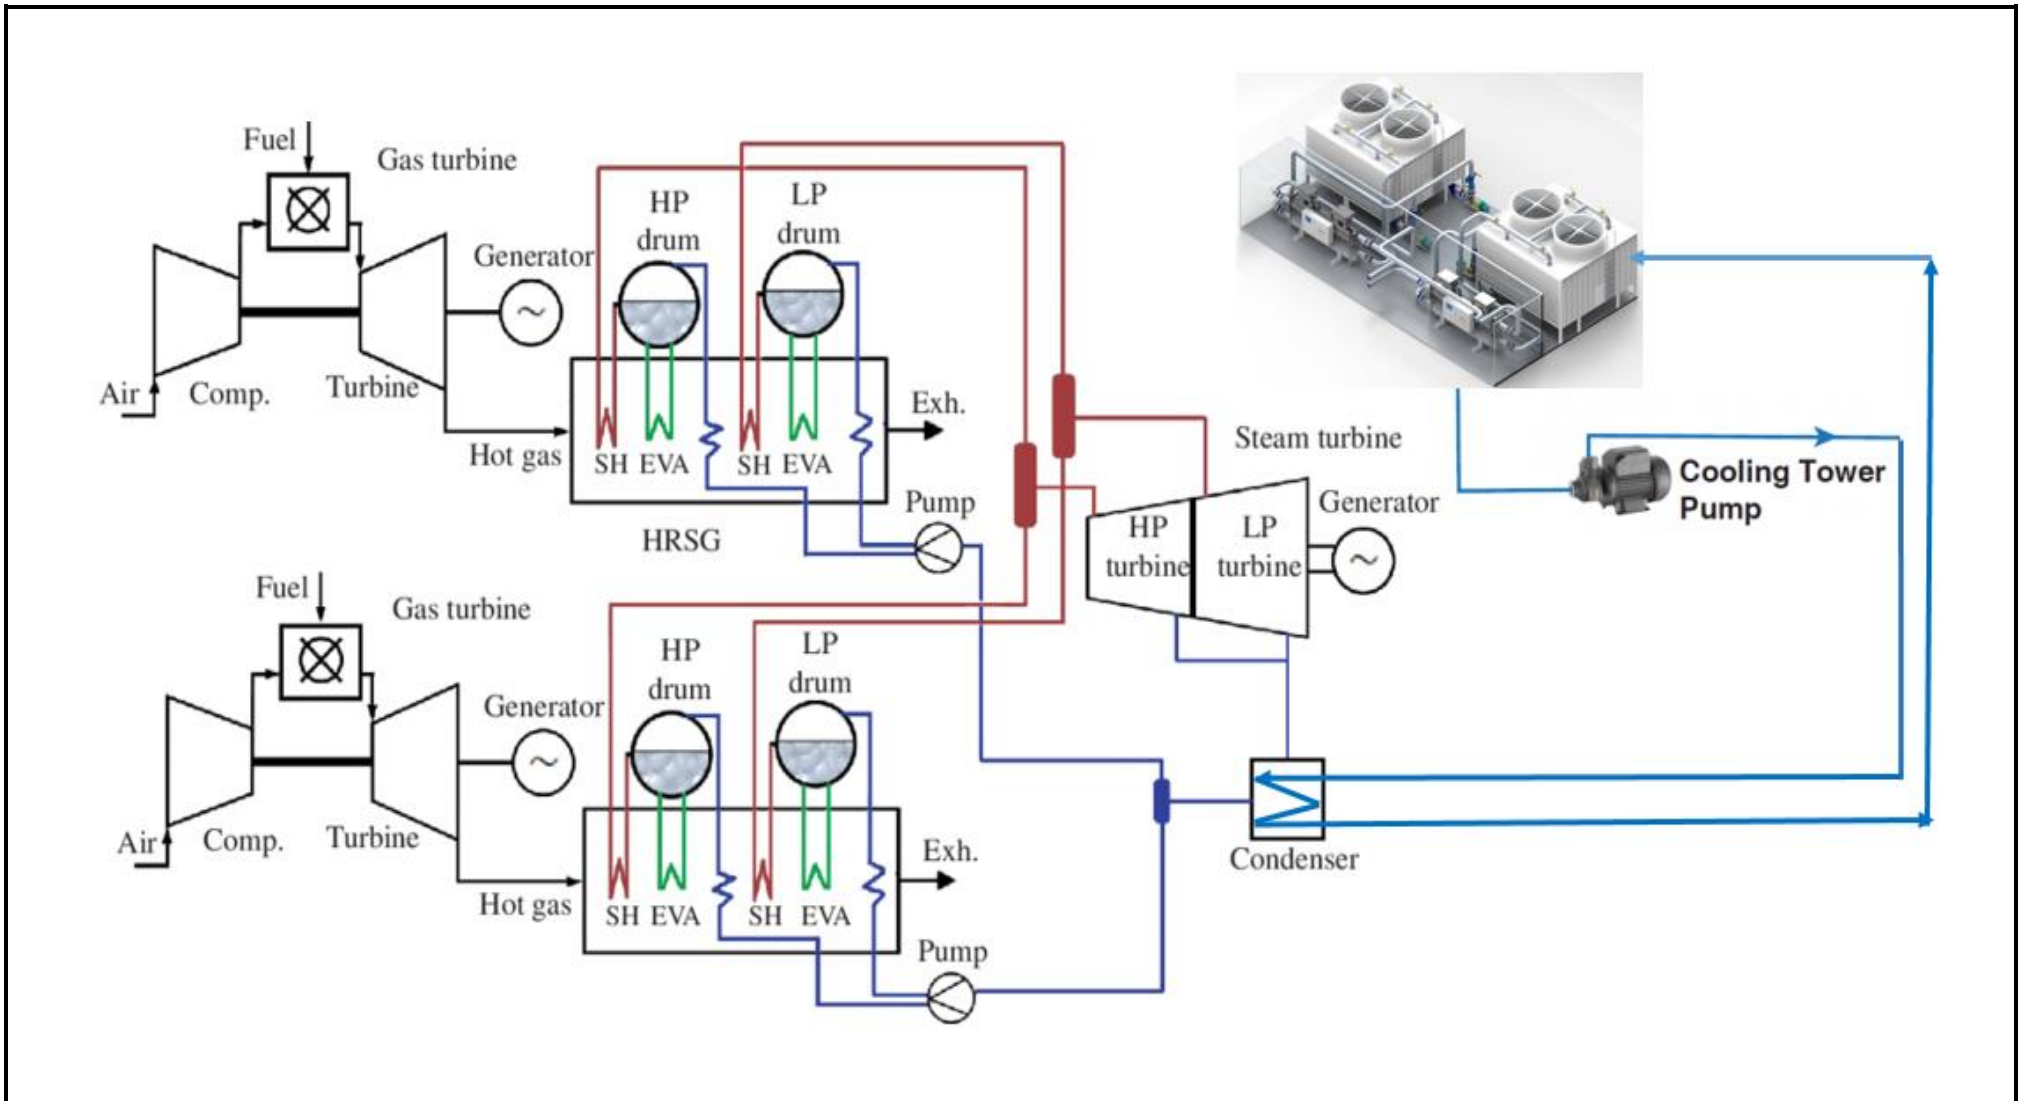 Fuel
Gas turbine
HP
drum
LP
drum
Generator
~
Air
Comp.
Turbine
Hot gas
SH EVA
SH EVA
Exh.
HRSG
Pump
Steam turbine
HP
turbine
LP
turbine
Generator
~
Cooling Tower
Pump
Fuel
Gas turbine
HP
drum
LP
drum
Generator
~
Air
Comp.
Turbine
Hot gas
SH EVA
SH EVA
Exh.
Pump
Condenser